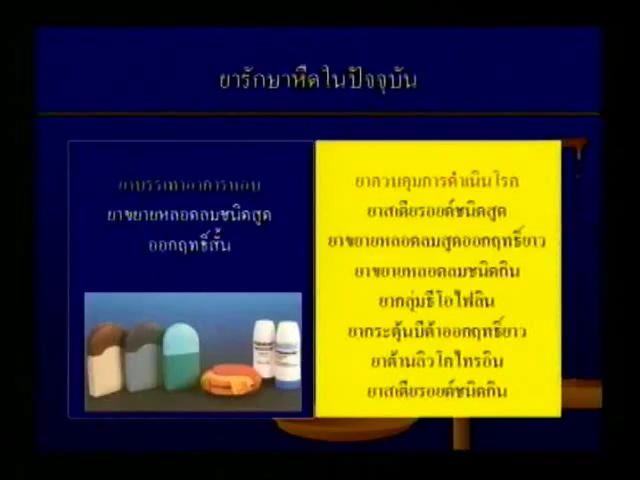 ยารักษาหืดในปัจจุบัน
ยาบรรเทาอาการหอบ
ยาขยายหลอดลมชนิดสูด
ออกฤทธิ์สั้น
ยาควบคุมการดำเนินโรค
ยาสเตียรอยด์ชนิดสูด
ยาขยายหลอดลมสูดออกฤทธิ์ยาว
ยาขยายหลอดลมชนิดกิน
ยากลุ่มธีโอไฟลิน
ยากระตุ้นบีต้าออกฤทธิ์ยาว
ยาต้านลิวโคไทรอีน
ยาสเตียรอยด์ชนิดกิน